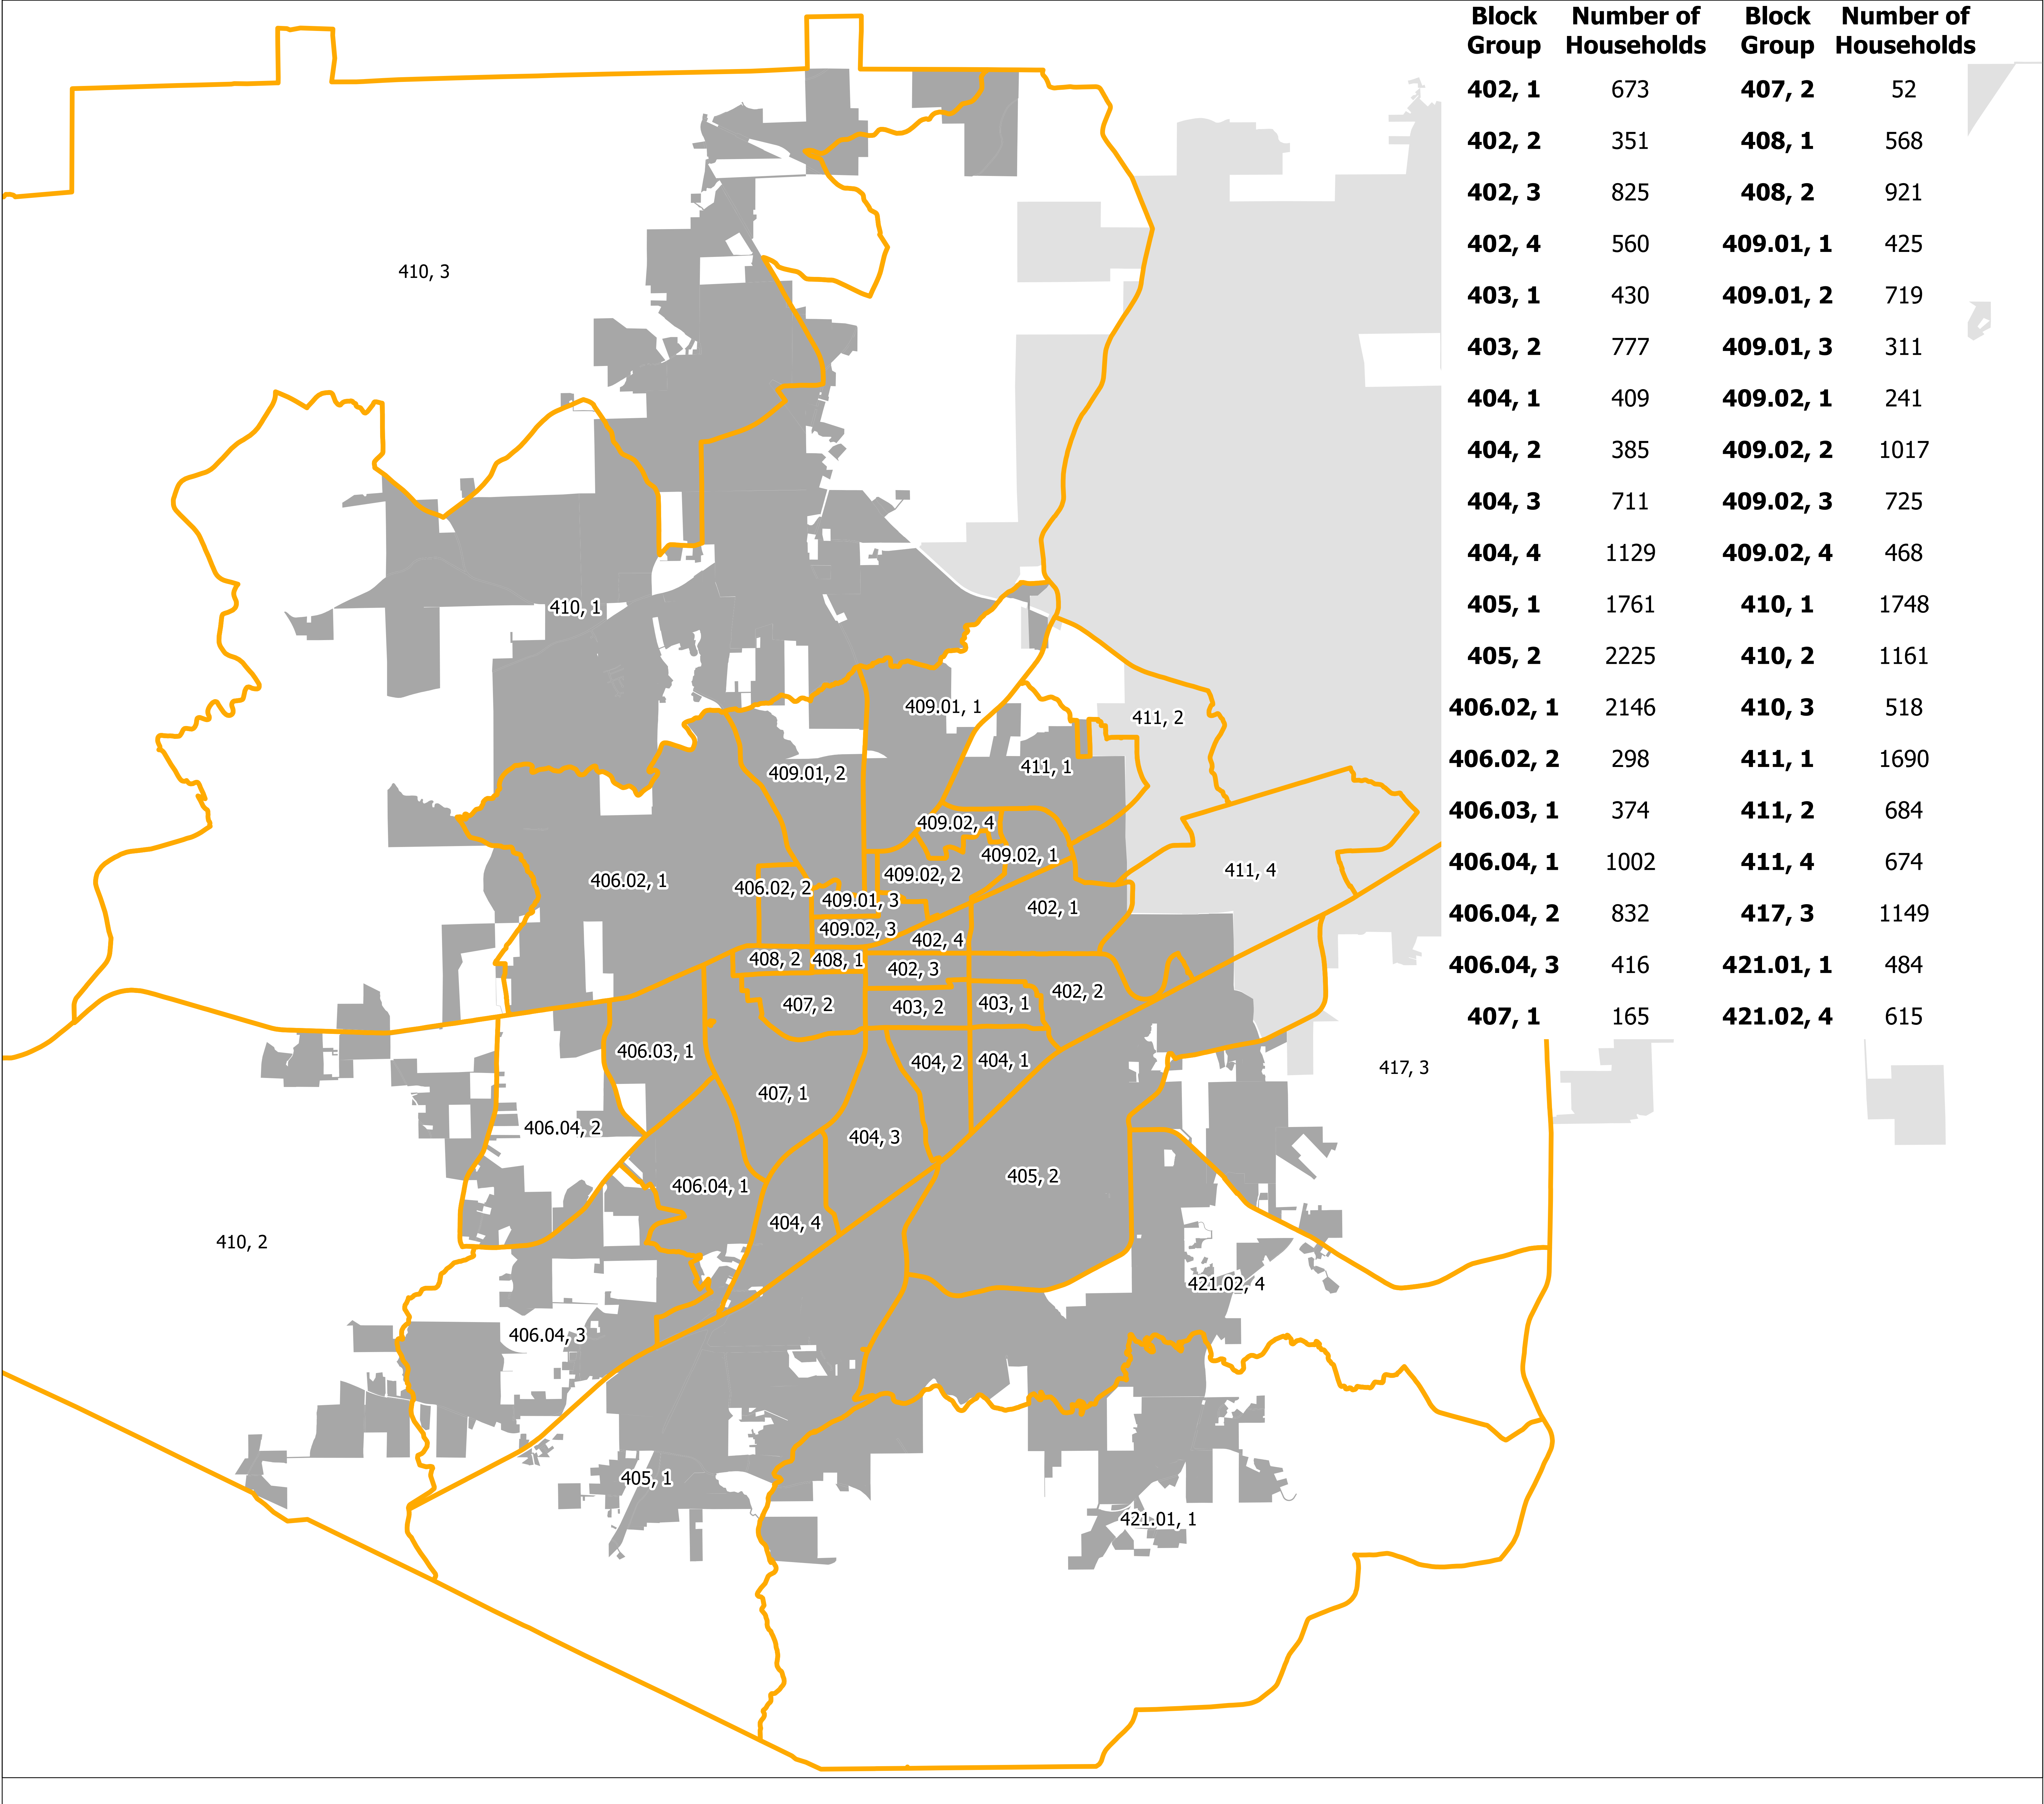 Block Number of Block Number of
Group Households Group Households
402, 1 673 407, 2 52
402, 2 351 408, 1 568
402, 3 825 408, 2 921
402, 4 560 409.01, 1 425
403, 1 430 409.01, 2 719
403, 2 777 409.01, 3 311
404, 1 409 409.02, 1 241
404, 2 385 409.02, 2 1017
404, 3 711 409.02, 3 725
404, 4 1129 409.02, 4 468
405, 1 1761 410, 1 1748
405, 2 2225 410, 2 1161
406.02, 1 2146 410, 3 518
406.02, 2 298 411, 1 1690
406.03, 1 374 411, 2 684
406.04, 1 1002 411, 4 674
406.04, 2 832 417, 3 1149
406.04, 3 416 421.01, 1 484
407, 1 165 421.02, 4 615
410, 3
410, 1
409.01, 1
411, 2
409.01, 2
411, 1
409.02, 4
409.02, 1
411, 4
409.02, 2
406.02, 1
406.02, 2
409.01, 3
402, 1
409.02, 3
402, 4
408, 2
408, 1
402, 3
402, 2
407, 2
403, 2
403, 1
406.03, 1
404, 2
404, 1
417, 3
407, 1
406.04, 2
404, 3
405, 2
406.04, 1
404, 4
410, 2
421.02, 4
406.04, 3
405, 1
421.01, 1